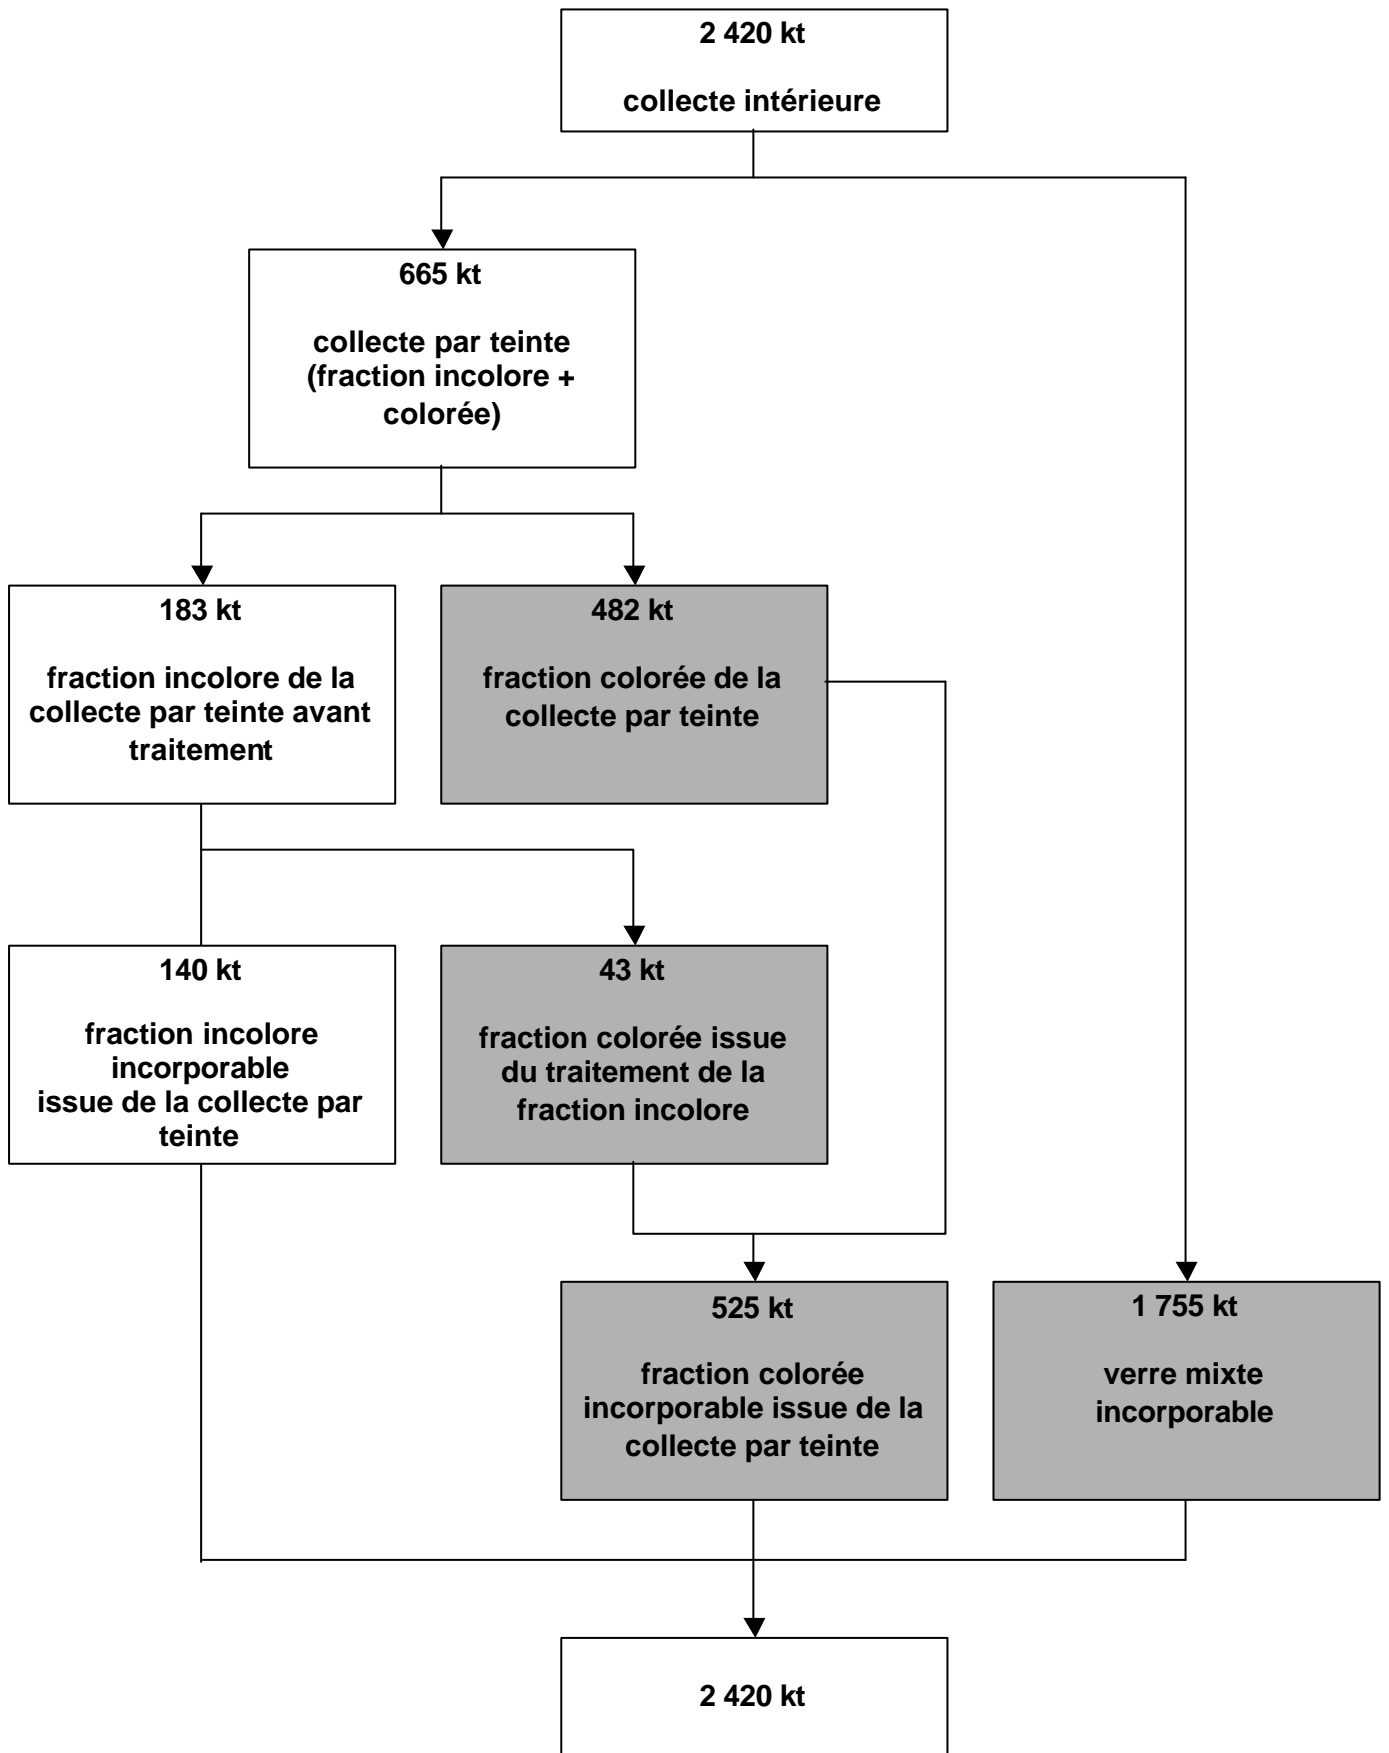 2 420 kt
collecte intérieure
665 kt
collecte par teinte
(fraction incolore +
colorée)
183 kt
fraction incolore de la
collecte par teinte avant
traitement
482 kt
fraction colorée de la
collecte par teinte
140 kt
fraction incolore
incorporable
issue de la collecte par
teinte
43 kt
fraction colorée issue
du traitement de la
fraction incolore
525 kt
fraction colorée
incorporable issue de la
collecte par teinte
1 755 kt
verre mixte
incorporable
2 420 kt